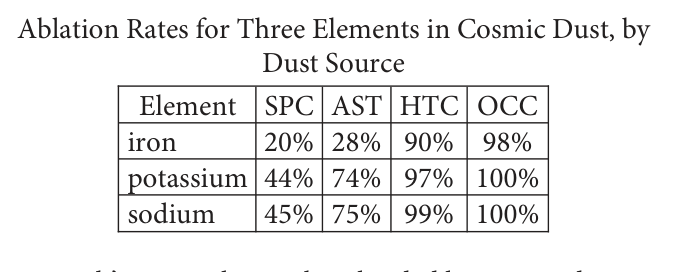 Ablation Rates for Three Elements in Cosmic Dust, by
Dust Source
Element SPC AST HTC OCC
iron 20% 28% 90% 98%
potassium 44% 74% 97% 100%
sodium 45% 75% 99% 100%